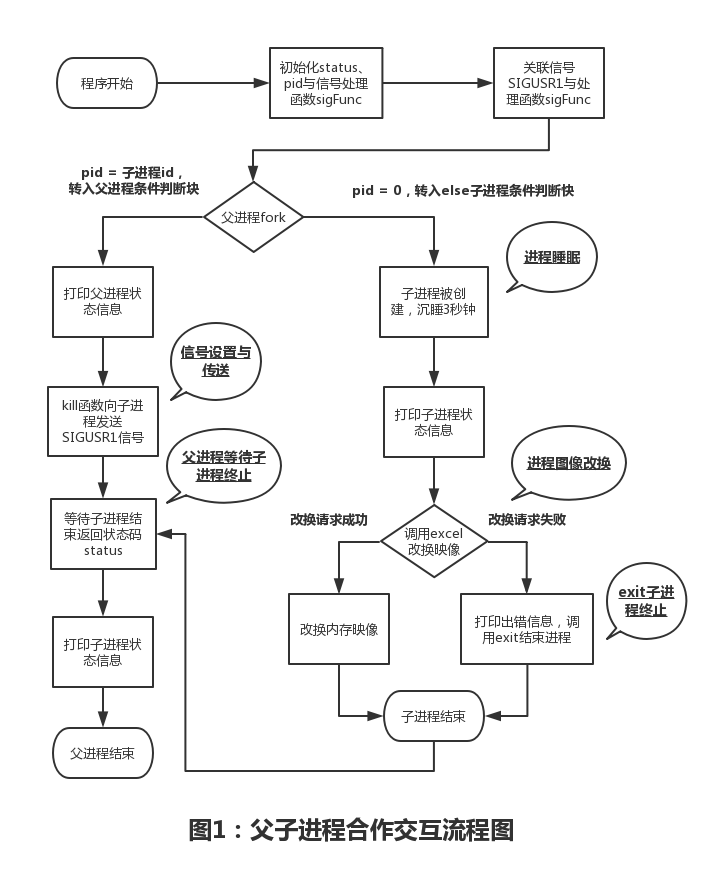 程序开始
初始化status、
pid与信号处理
函数sigFunc
关联信号
SIGUSR1与处
理函数sigFunc
pid = 子进程id，
转入父进程条件判断块
父进程fork
pid = 0，转入else子进程条件判断快
打印父进程状
态信息
子进程被创
建，沉睡3秒钟
进程睡眠
信号设置与
传送
kill函数向子进
程发送
SIGUSR1信号
打印子进程状
态信息
父进程等待子
进程终止
进程图像改换
等待子进程结
束返回状态码
status
改换请求成功
调用excel
改换映像
改换请求失败
打印子进程状
态信息
改换内存映像
打印出错信息，调
用exit结束进程
exit子进
程终止
父进程结束
子进程结束
图1：父子进程合作交互流程图